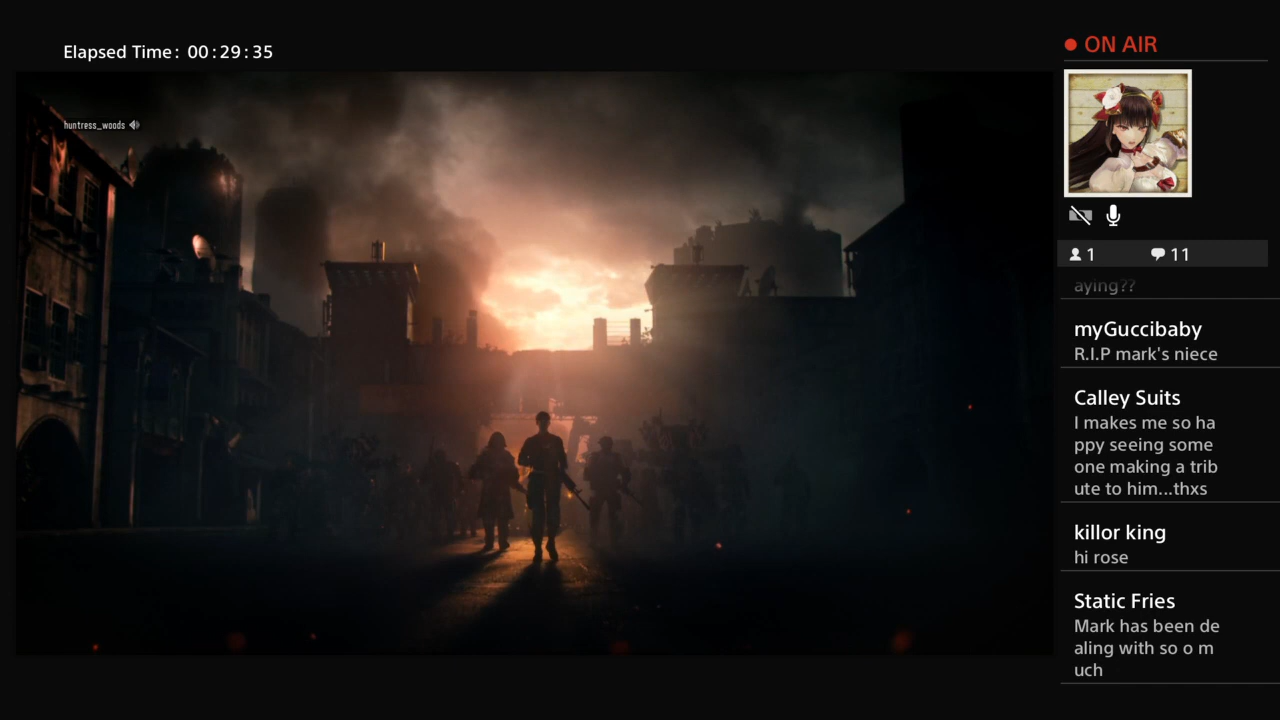 Elapsed Time: 00:29:35
ON AIR
huntress_woods
1
11
aying??
myGuccibaby
R.I.P mark's niece
Calley Suits
I makes me so ha
ppy seeing some
one making a trib
ute to him...thxs
killor king
hi rose
Static Fries
Mark has been de
aling with so o m
uch